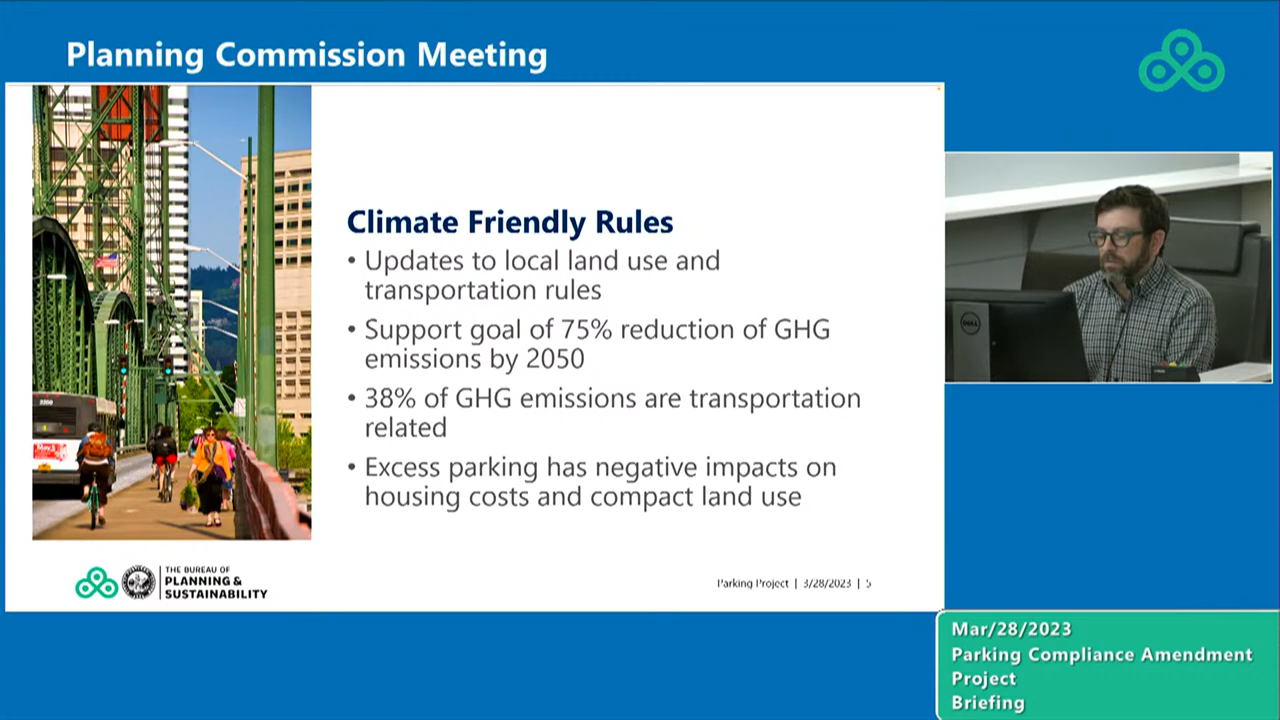 Planning Commission Meeting
Climate Friendly Rules
• Updates to local land use and
transportation rules
• Support goal of 75% reduction of GHG
emissions by 2050
• 38% of GHG emissions are transportation
related
• Excess parking has negative impacts on
housing costs and compact land use
THE BUREAU OF
PLANNING &
SUSTAINABILITY
Parking Project | 3/28/2023 | 5
DELL
Mar/28/2023
Parking Compliance Amendment
Project
Briefing